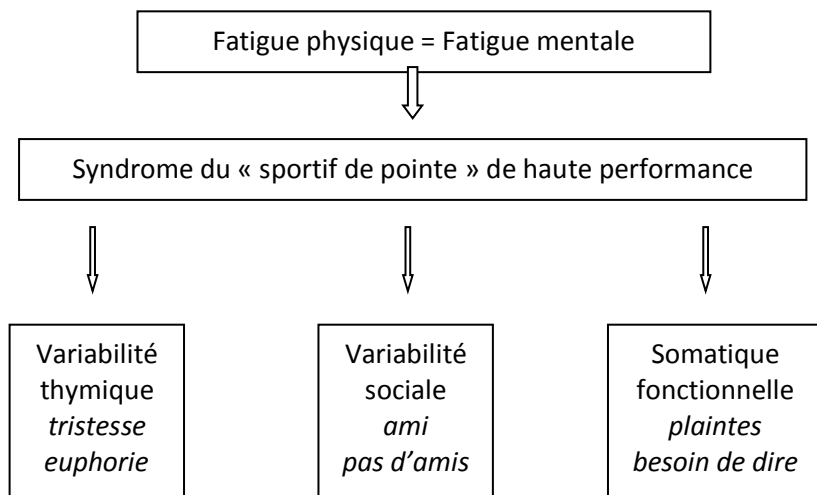 Fatigue physique = Fatigue mentale
Syndrome du « sportif de pointe » de haute performance
Variabilité
thymique
tristesse
euphorie
Variabilité
sociale
ami
pas d’amis
Somatique
fonctionnelle
plaintes
besoin de dire